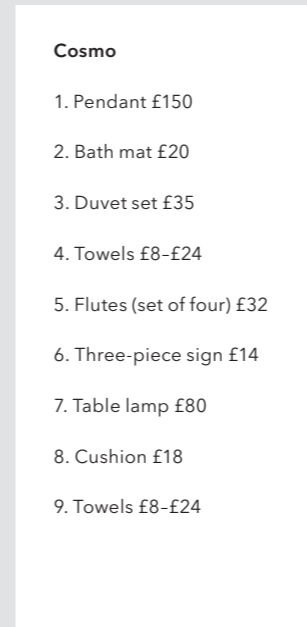 Cosmo
1. Pendant £150
2. Bath mat £20
3. Duvet set £35
4. Towels £8–£24
5. Flutes (set of four) £32
6. Three-piece sign £14
7. Table lamp £80
8. Cushion £18
9. Towels £8–£24